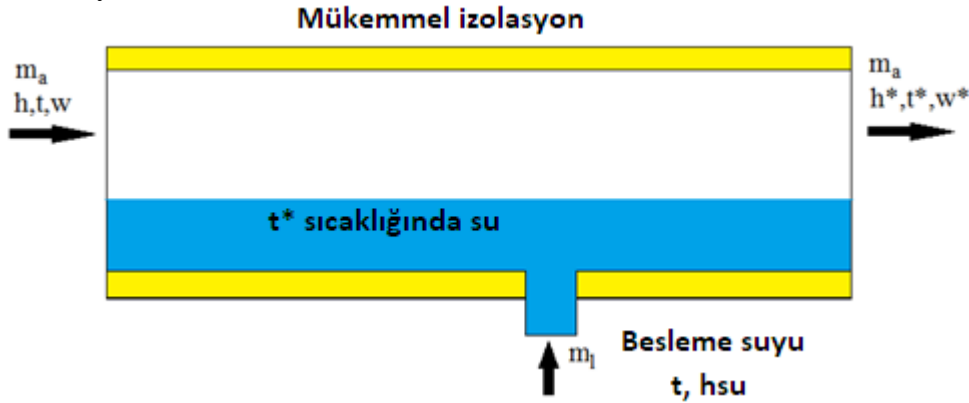 Mükemmel izolasyon
mₐ
h,t,w
mₐ
h*,t*,w*
t* sıcaklığında su
mₗ
Besleme suyu
t, hsu